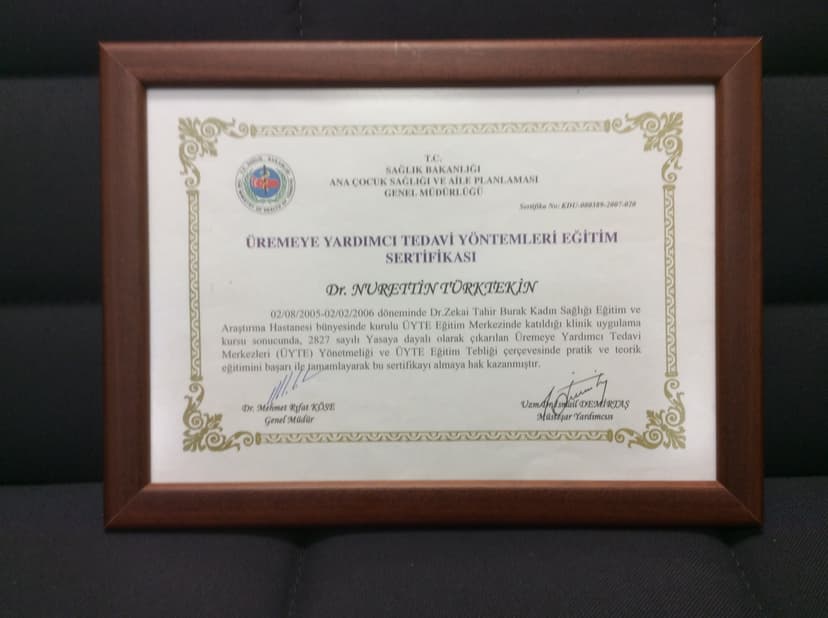 T.C.
SAĞLIK BAKANLIĞI
ANA ÇOCUK SAĞLIĞI VE AİLE PLANLAMASI
GENEL MÜDÜRLÜĞÜ
Sertifika No: KDU-080389-2007-020
ÜREMEYE YARDIMCI TEDAVİ YÖNTEMLERİ EĞİTİM
SERTİFİKASI
Dr. NURETTİN TÜRKTEKİN
02/08/2005-02/02/2006 döneminde Dr.Zekai Tahir Burak Kadın Sağlığı Eğitim ve
Araştırma Hastanesi bünyesinde kurulu ÜYTE Eğitim Merkezinde katıldığı klinik uygulama
kursu sonucunda, 2827 sayılı Yasaya dayalı olarak çıkarılan Üremeye Yardımcı Tedavi
Merkezleri (ÜYTE) Yönetmeliği ve ÜYTE Eğitim Tebliği çerçevesinde pratik ve teorik
eğitimini başarı ile tamamlayarak bu sertifikayı almaya hak kazanmıştır.
Dr. Mehmet Rıfat KÖSE
Genel Müdür
DEMİRTAŞ
Müsteşar Yardımcısı